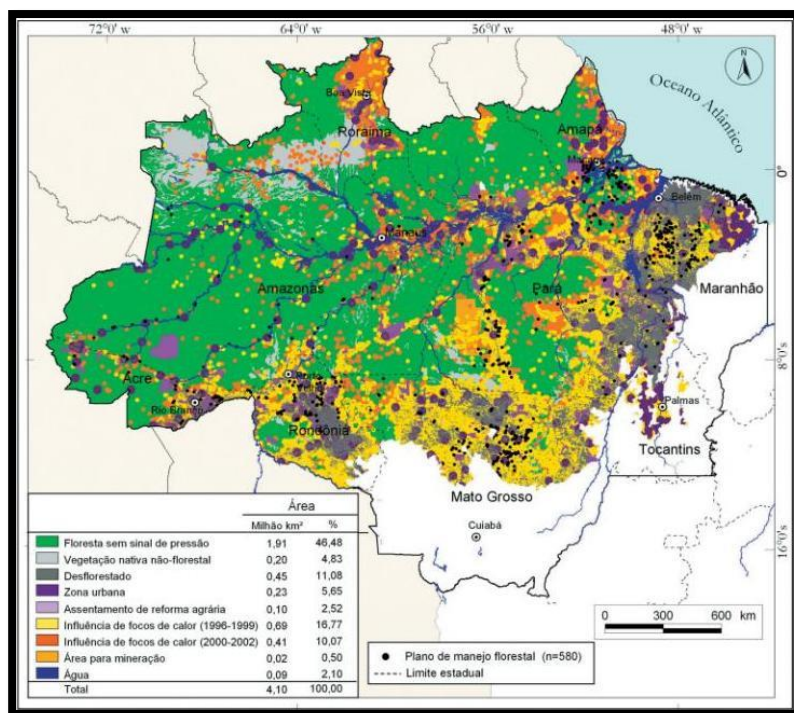 72°0' W 64°0' W 56°0' W 48°0' W
N
Oceano Atlântico
Boa Vista
Roraima
Amapá
Macapá
0°
0°
Belém
Manaus
Amazonas
Pará
Maranhão
8°0's
8°0's
Acre
Porto
Rio Branco
Palmas
Rondônia
Tocantins
Mato Grosso
Cuiabá
16°0's
Área
Milhão km² %
Floresta sem sinal de pressão 1,91 46,48
Vegetação nativa não-florestal 0,20 4,83
Desflorestado 0,45 11,08
Zona urbana 0,23 5,65
Assentamento de reforma agrária 0,10 2,52
Influência de focos de calor (1996-1999) 0,69 16,77
Influência de focos de calor (2000-2002) 0,41 10,07
Área para mineração 0,02 0,50
Água 0,09 2,10
Total 4,10 100,00
0 300 600 km
Plano de manejo florestal (n=580)
Limite estadual